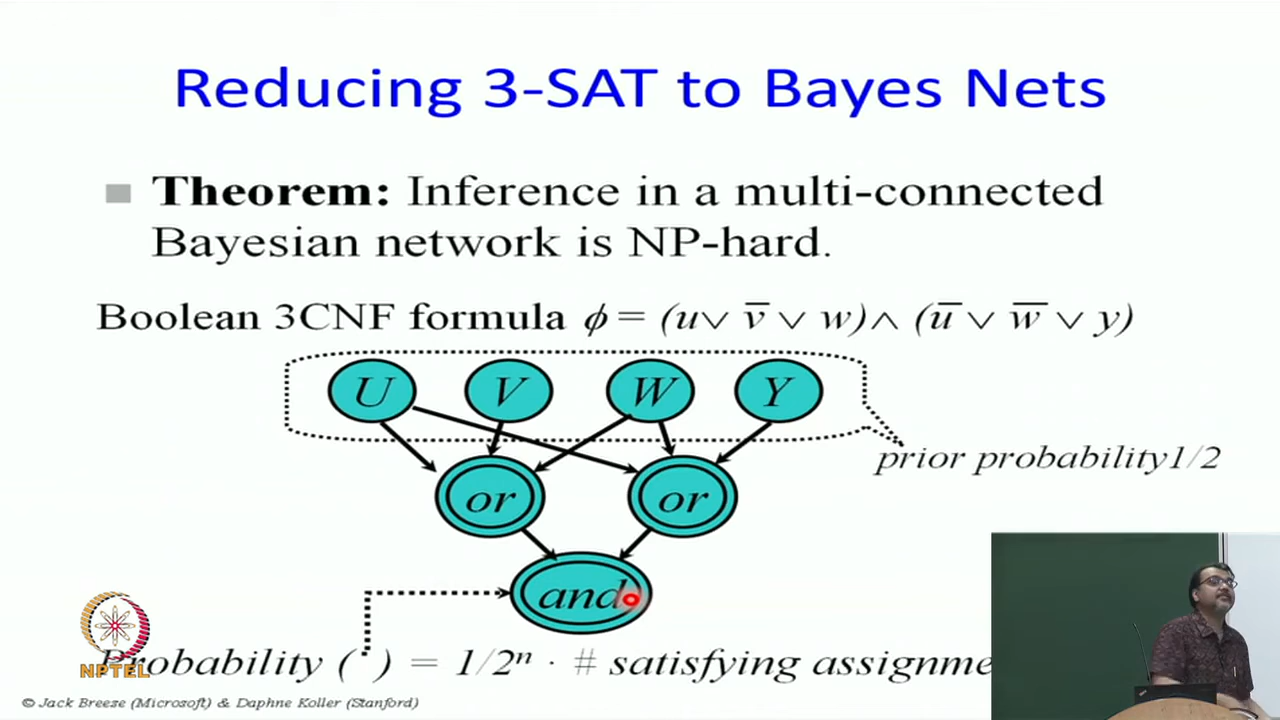 Reducing 3-SAT to Bayes Nets
Theorem: Inference in a multi-connected
Bayesian network is NP-hard.
Boolean 3CNF formula ϕ = (u∨ v̅ ∨ w)∧ (u̅ ∨ w̅ ∨ y)
U V W Y
prior probability1/2
or or
and
Probability ( ) = 1/2ⁿ · # satisfying
NPTEL
© Jack Breese (Microsoft) & Daphne Koller (Stanford)